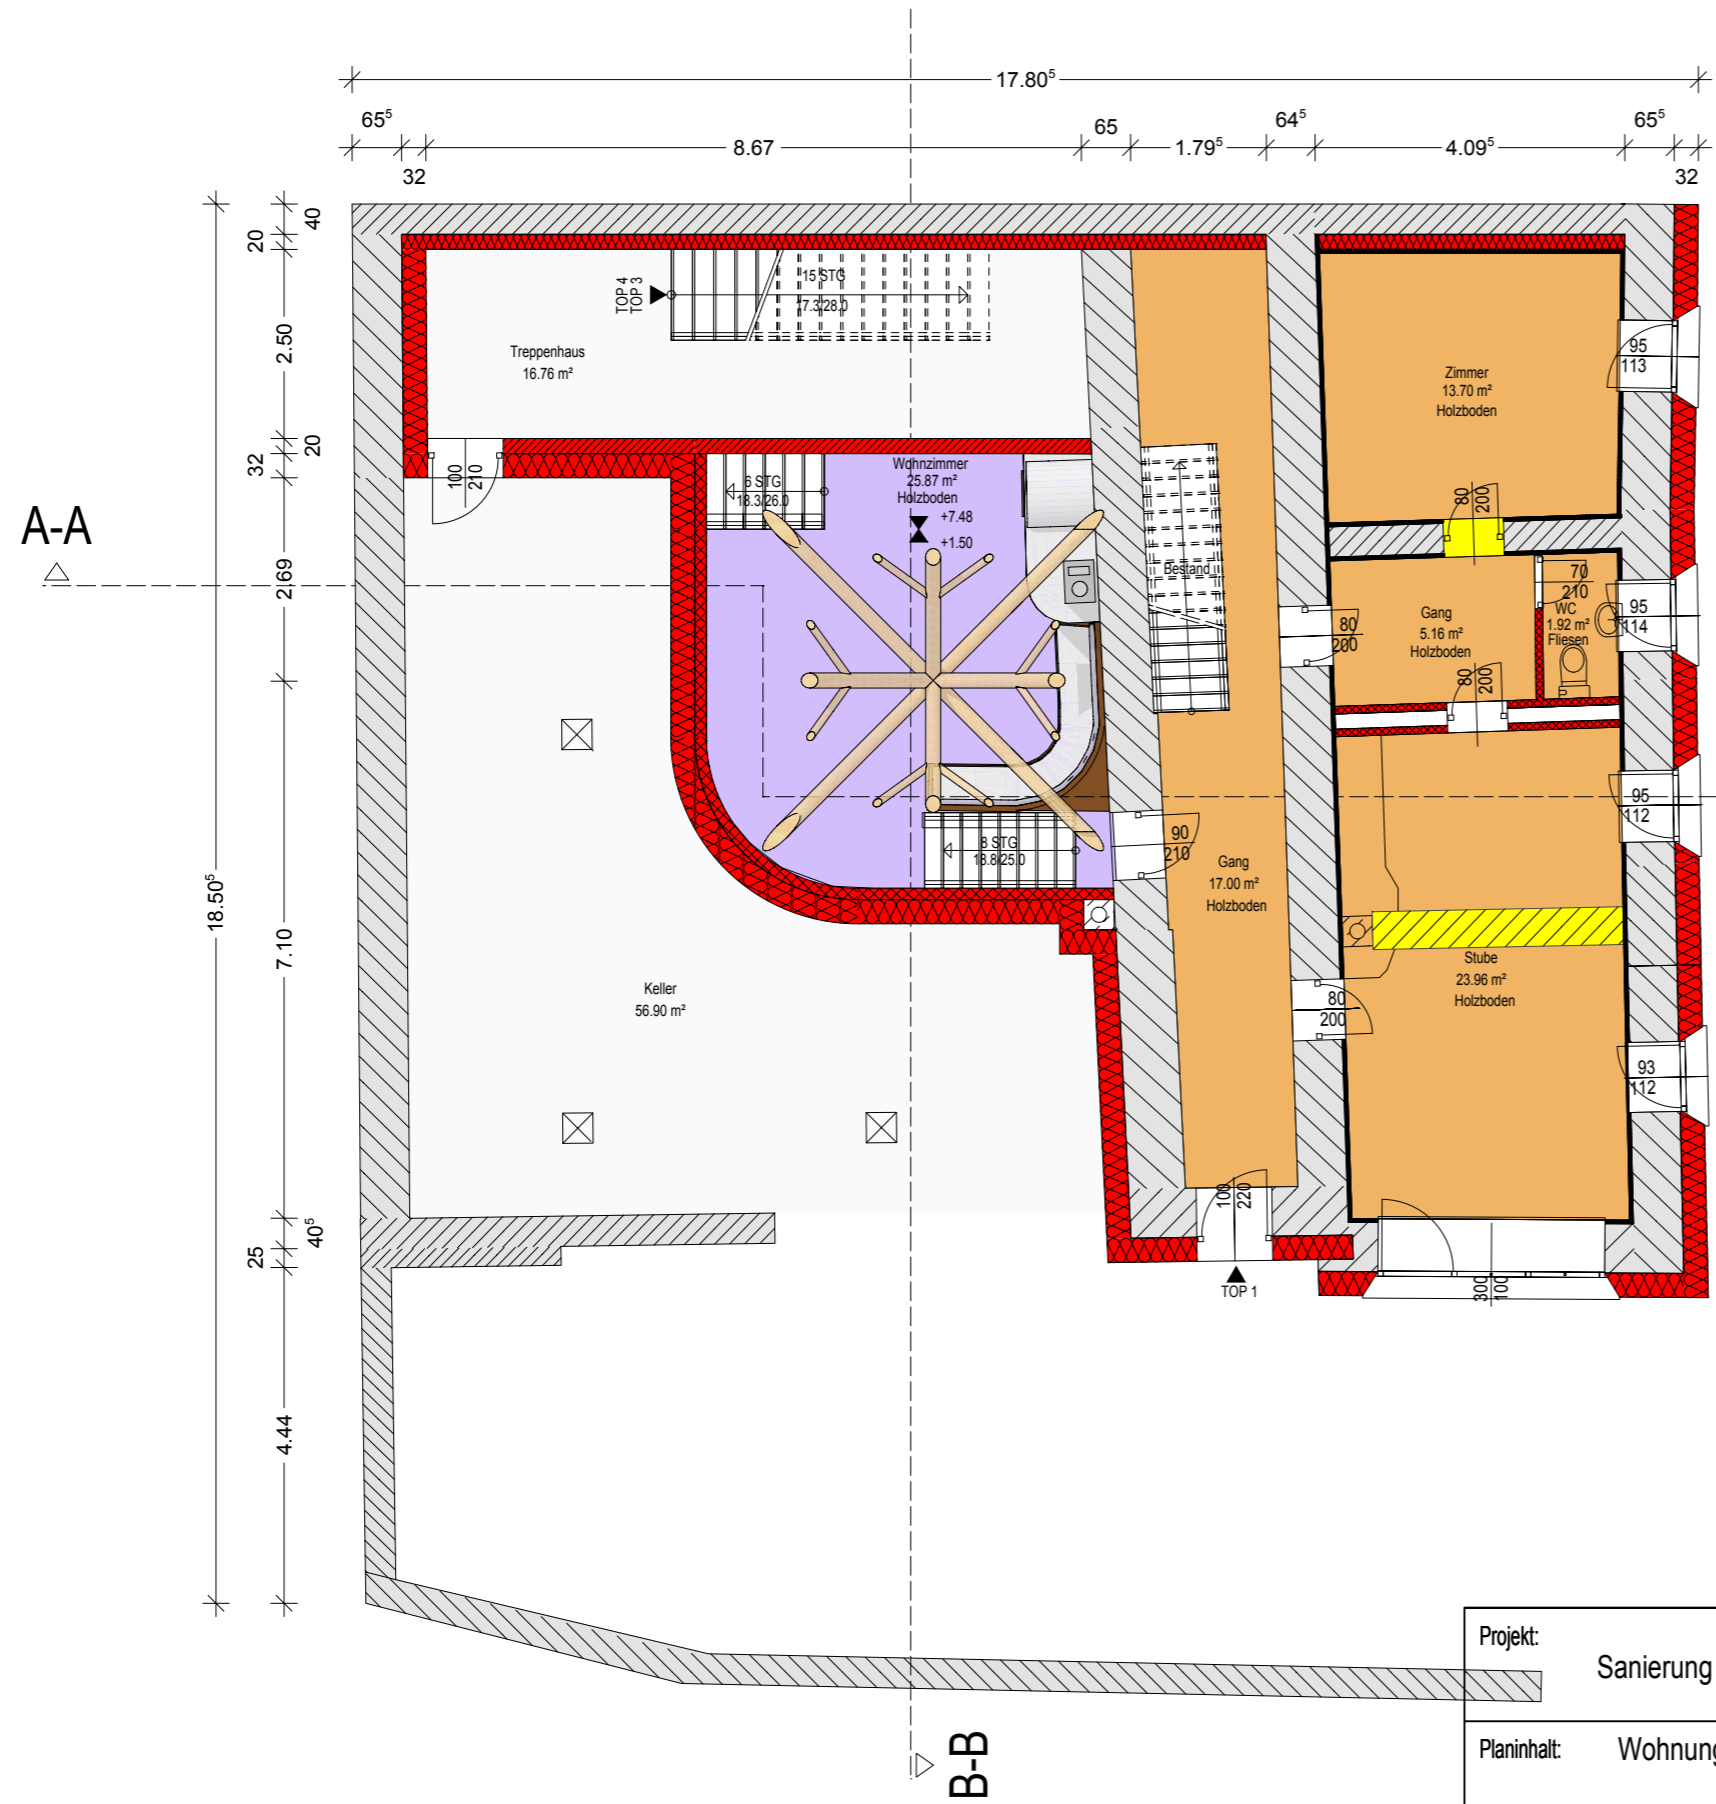 17.80⁵
65⁵
8.67
65
1.79⁵
64⁵
4.09⁵
65⁵
32
32
40
20
2.50
20
32
2.69
18.50⁵
7.10
40⁵
25
4.44
A-A
TOP 4
TOP 3
15 STG
17.3/28.0
Treppenhaus
16.76 m²
100
210
6 STG
18.3/26.0
Wohnzimmer
25.87 m²
Holzboden
+7.48
+1.50
Bestand
Zimmer
13.70 m²
Holzboden
95
113
80
200
Gang
5.16 m²
Holzboden
70
210
WC
1.92 m²
Fliesen
95
114
80
200
80
200
95
112
8 STG
18.8/25.0
90
210
Gang
17.00 m²
Holzboden
Stube
23.96 m²
Holzboden
80
200
93
112
Keller
56.90 m²
100
220
TOP 1
300
100
B-B
Projekt:
Sanierung
Planinhalt:
Wohnung